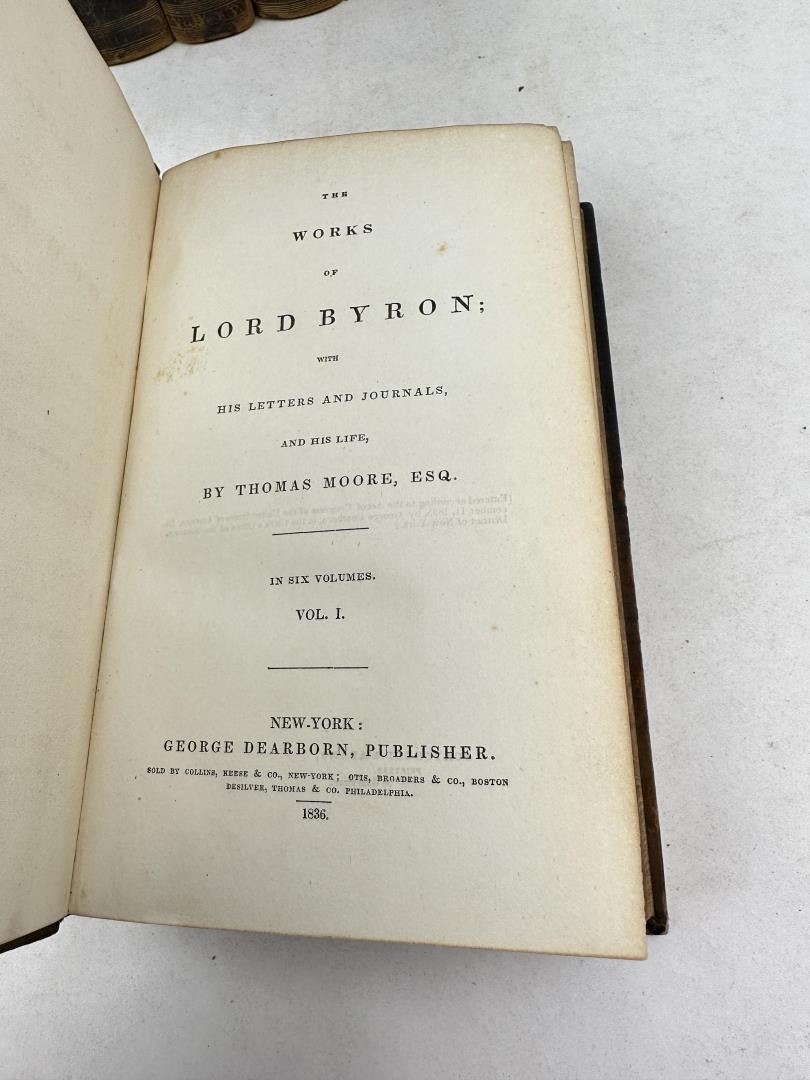 THE
WORKS
OF
LORD BYRON;
WITH
HIS LETTERS AND JOURNALS,
AND HIS LIFE,
BY THOMAS MOORE, ESQ.
IN SIX VOLUMES.
VOL. I.
NEW-YORK:
GEORGE DEARBORN, PUBLISHER.
SOLD BY COLLINS, KEESE & CO., NEW-YORK; OTIS, BROADERS & CO., BOSTON
DESILVER, THOMAS & CO. PHILADELPHIA.
1836.